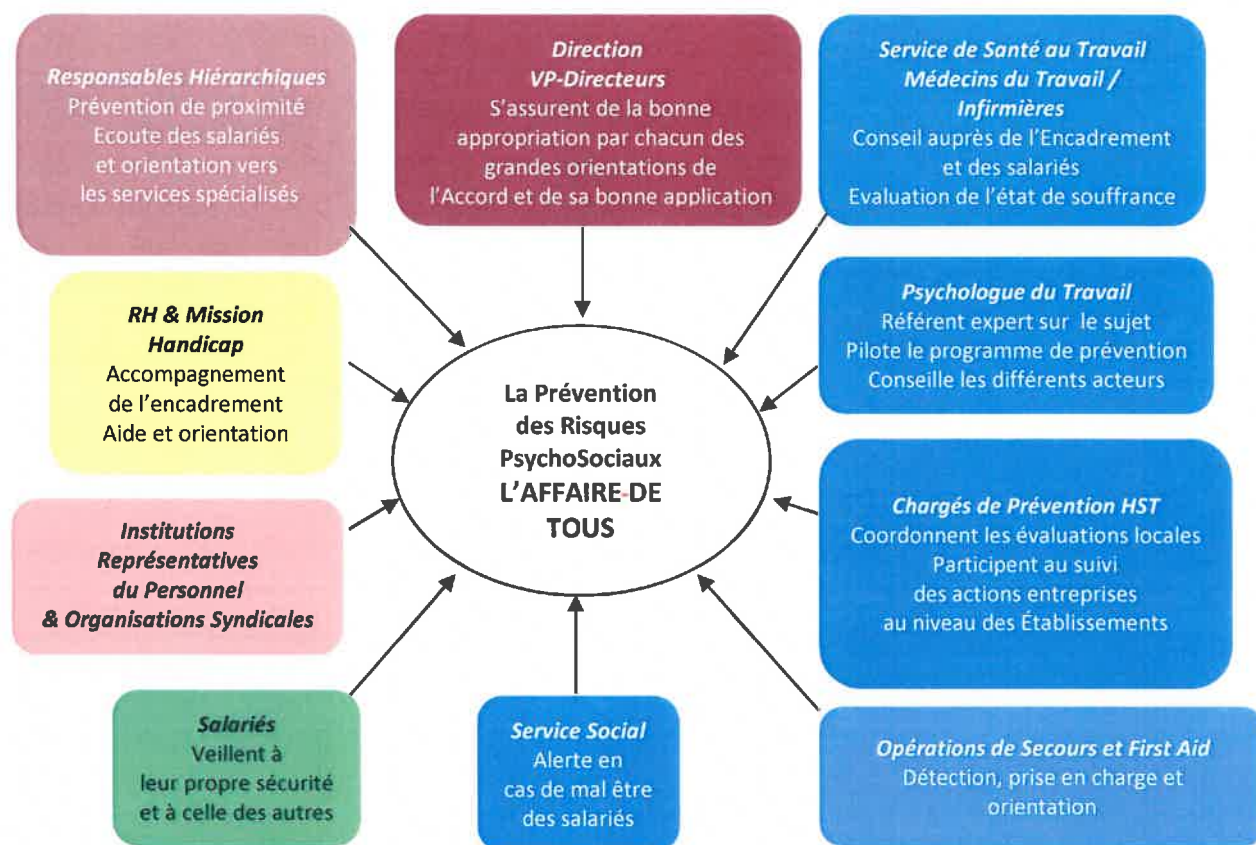 Responsables Hiérarchiques
Prévention de proximité
Ecoute des salariés
et orientation vers
les services spécialisés
Direction
VP-Directeurs
S'assurent de la bonne
appropriation par chacun des
grandes orientations de
l'Accord et de sa bonne application
Service de Santé au Travail
Médecins du Travail /
Infirmières
Conseil auprès de l'Encadrement
et des salariés
Evaluation de l'état de souffrance
RH & Mission
Handicap
Accompagnement
de l'encadrement
Aide et orientation
La Prévention
des Risques
PsychoSociaux
L'AFFAIRE DE
TOUS
Psychologue du Travail
Référent expert sur le sujet
Pilote le programme de prévention
Conseille les différents acteurs
Institutions
Représentatives
du Personnel
& Organisations Syndicales
Chargés de Prévention HST
Coordonnent les évaluations locales
Participent au suivi
des actions entreprises
au niveau des Établissements
Salariés
Veillent à
leur propre sécurité
et à celle des autres
Service Social
Alerte en
cas de mal être
des salariés
Opérations de Secours et First Aid
Détection, prise en charge et
orientation